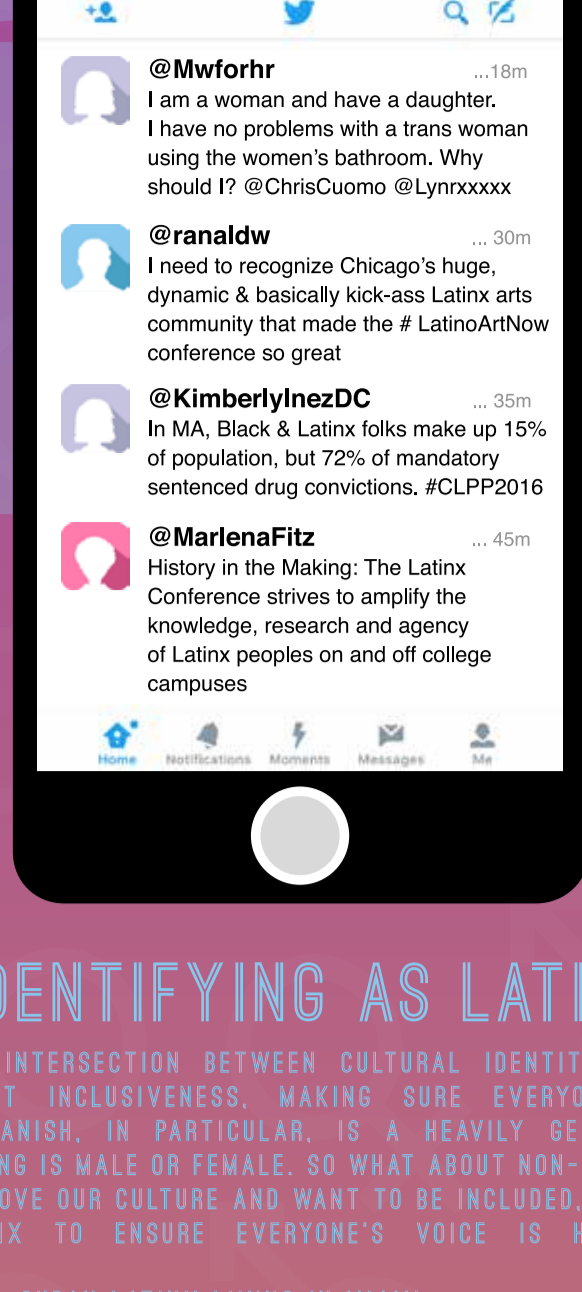 @Mwforhr ...18m
I am a woman and have a daughter.
I have no problems with a trans woman
using the women's bathroom. Why
should I? @ChrisCuomo @Lynrxxxxx
@ranaldw ... 30m
I need to recognize Chicago's huge,
dynamic & basically kick-ass Latinx arts
community that made the # LatinoArtNow
conference so great
@KimberlyInezDC ... 35m
In MA, Black & Latinx folks make up 15%
of population, but 72% of mandatory
sentenced drug convictions. #CLPP2016
@MarlenaFitz ... 45m
History in the Making: The Latinx
Conference strives to amplify the
knowledge, research and agency
of Latinx peoples on and off college
campuses
Home Notifications Moments Messages Me
DENTIFYING AS LATI
INTERSECTION BETWEEN CULTURAL IDENTIT
T INCLUSIVENESS, MAKING SURE EVERYO
ANISH, IN PARTICULAR, IS A HEAVILY GE
NG IS MALE OR FEMALE. SO WHAT ABOUT NON-
OVE OUR CULTURE AND WANT TO BE INCLUDED,
IX TO ENSURE EVERYONE'S VOICE IS H